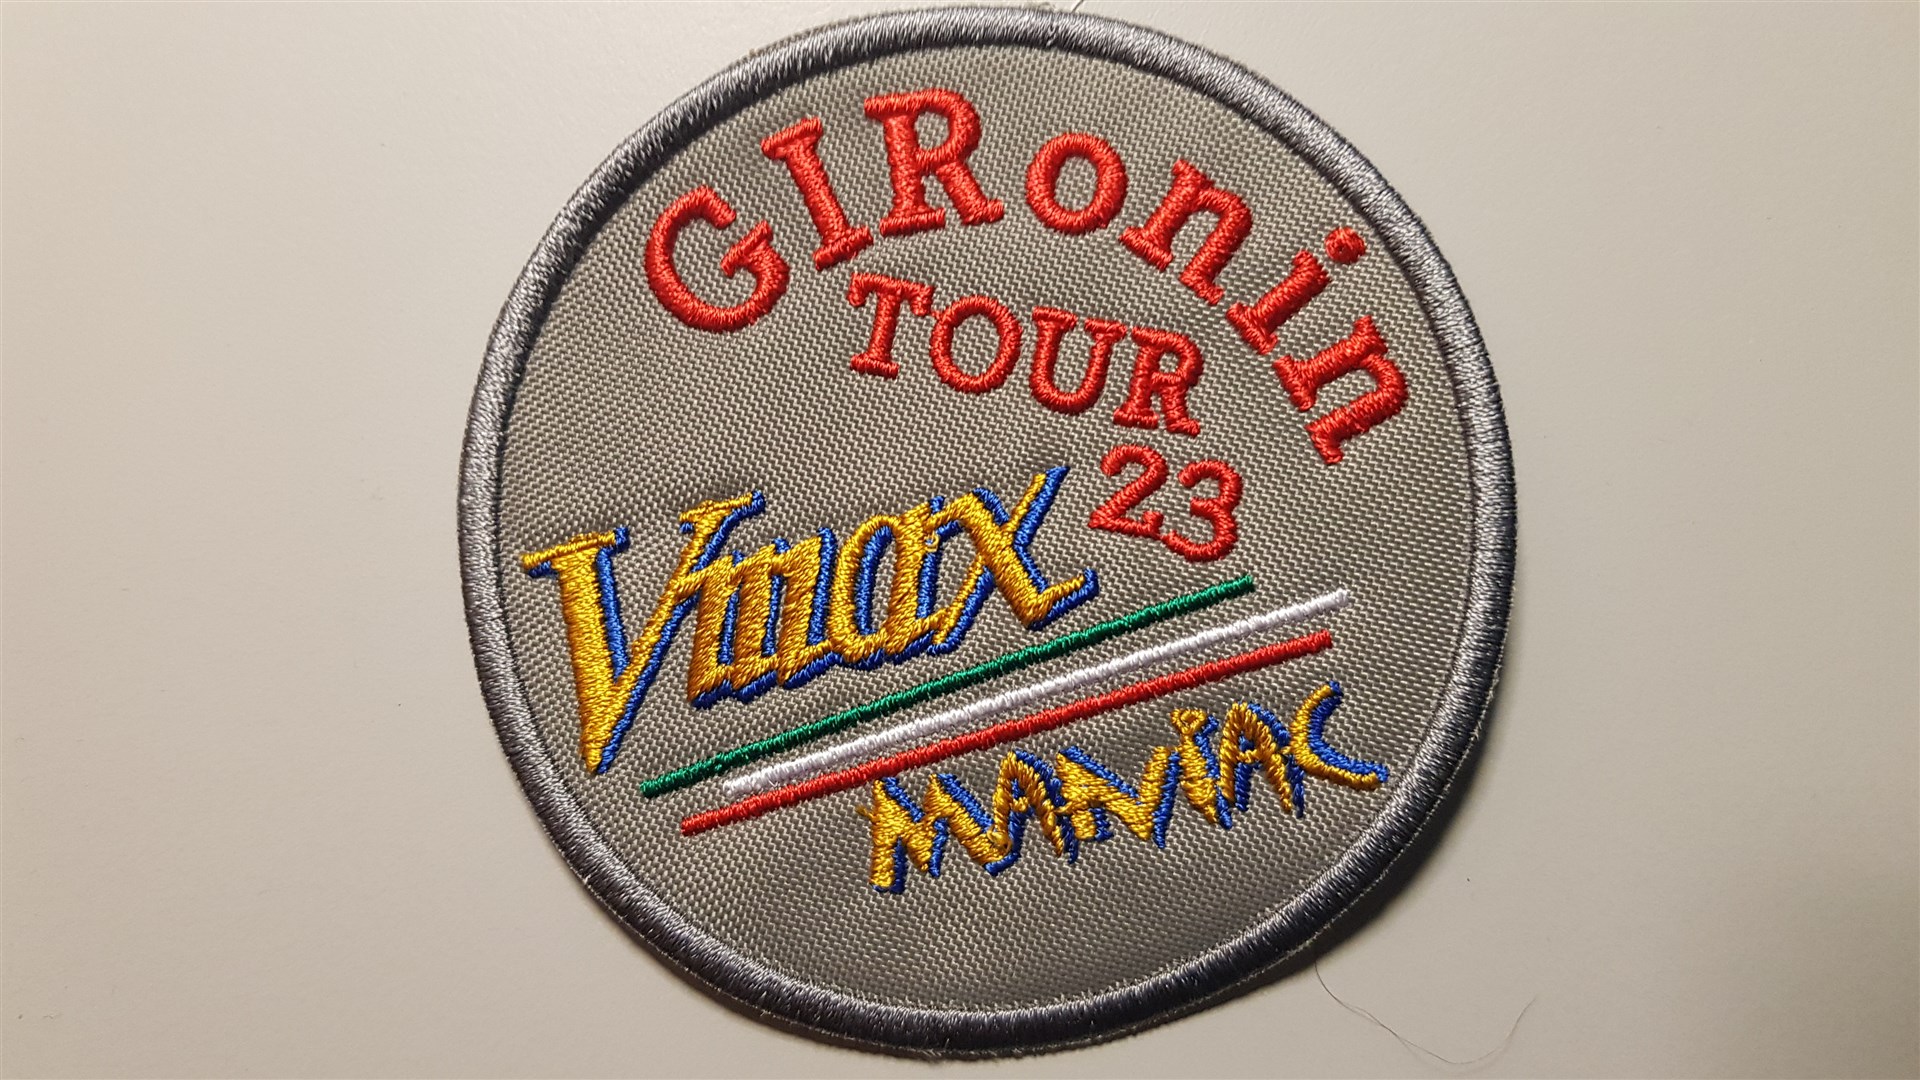 GIRonin
TOUR
23
Vmax
MANiAC